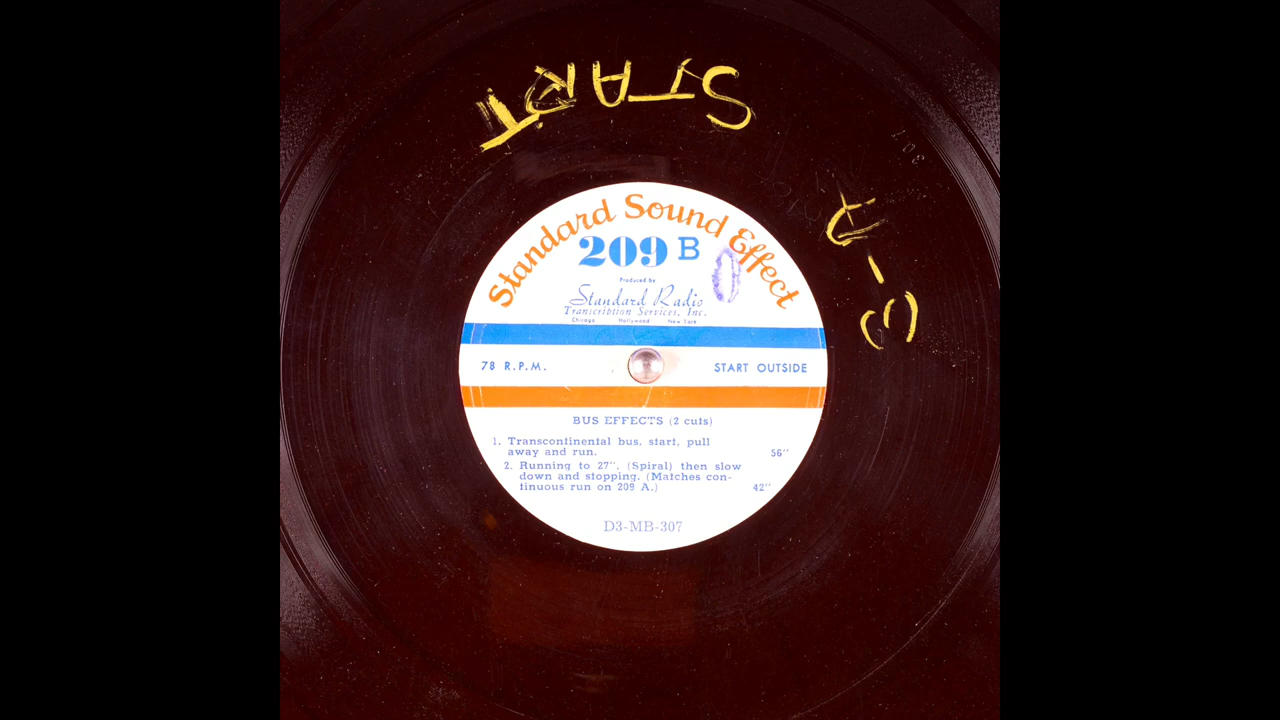 START
307
Standard Sound Effect
209 B
Produced by
Standard Radio
Transcription Services, Inc.
Chicago Hollywood New York
78 R.P.M. START OUTSIDE
BUS EFFECTS (2 cuts)
1. Transcontinental bus, start, pull
away and run. 56"
2. Running to 27", (Spiral) then slow
down and stopping. (Matches con-
tinuous run on 209 A.) 42"
D3-MB-307